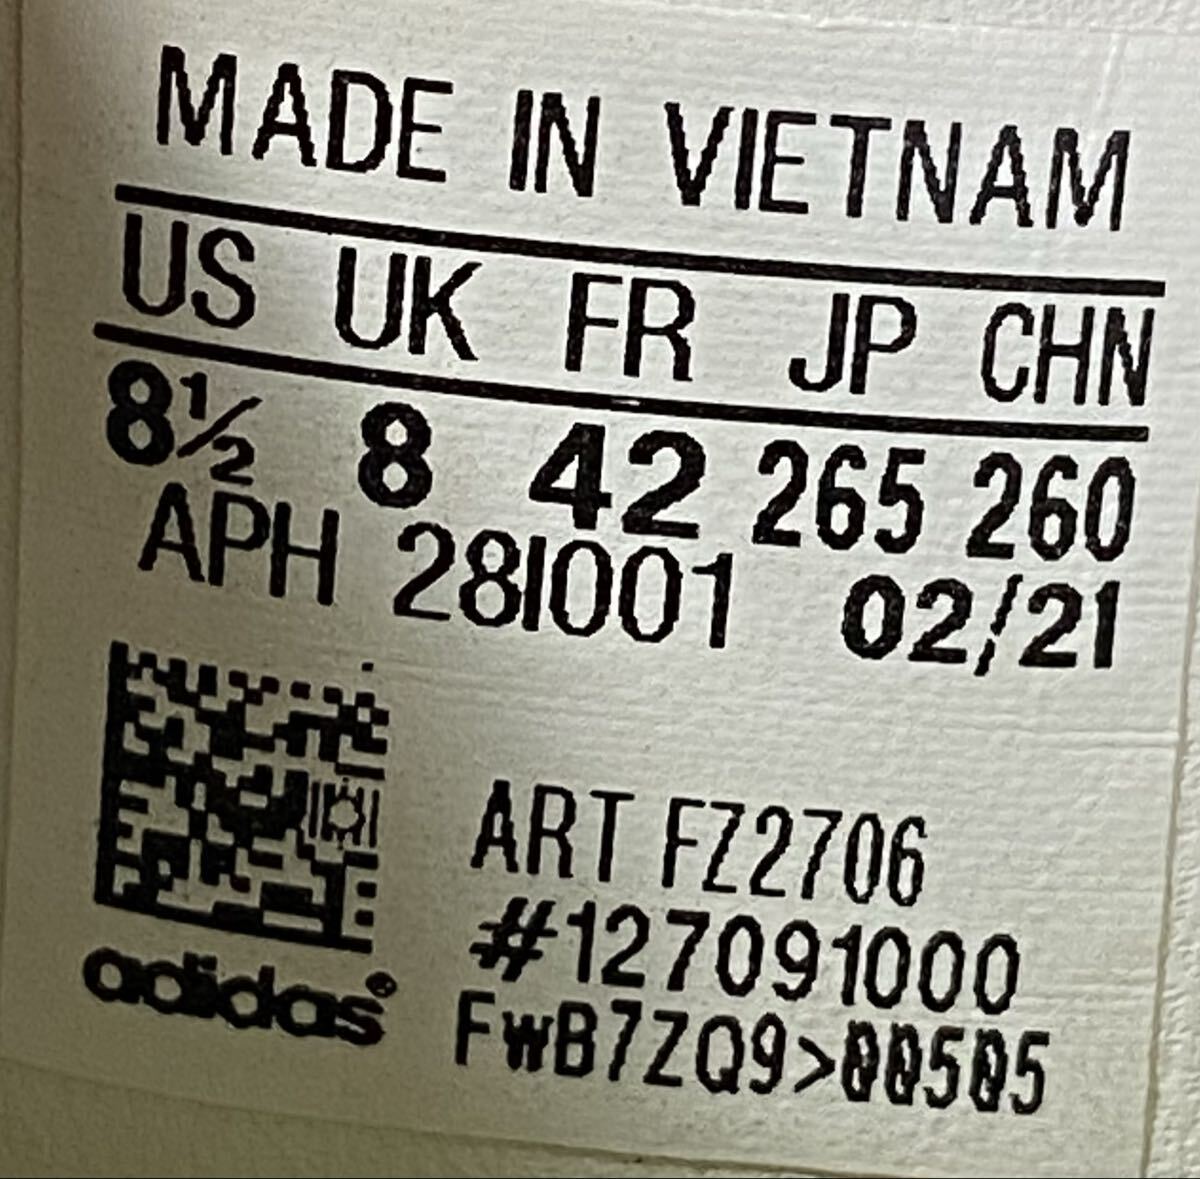 MADE IN VIETNAM
US UK FR JP CHN
8½ 8 42 265 260
APH 281001 02/21
ART FZ2706
#127091000
adidas®
FwB7ZQ9>00505